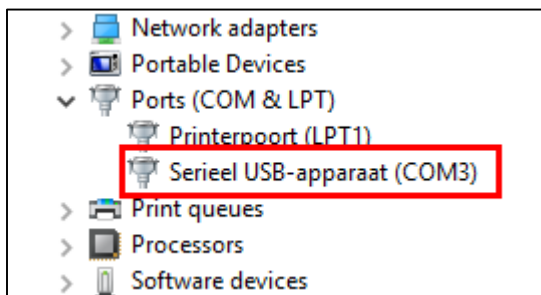 Network adapters
Portable Devices
Ports (COM & LPT)
Printerpoort (LPT1)
Serieel USB-apparaat (COM3)
Print queues
Processors
Software devices